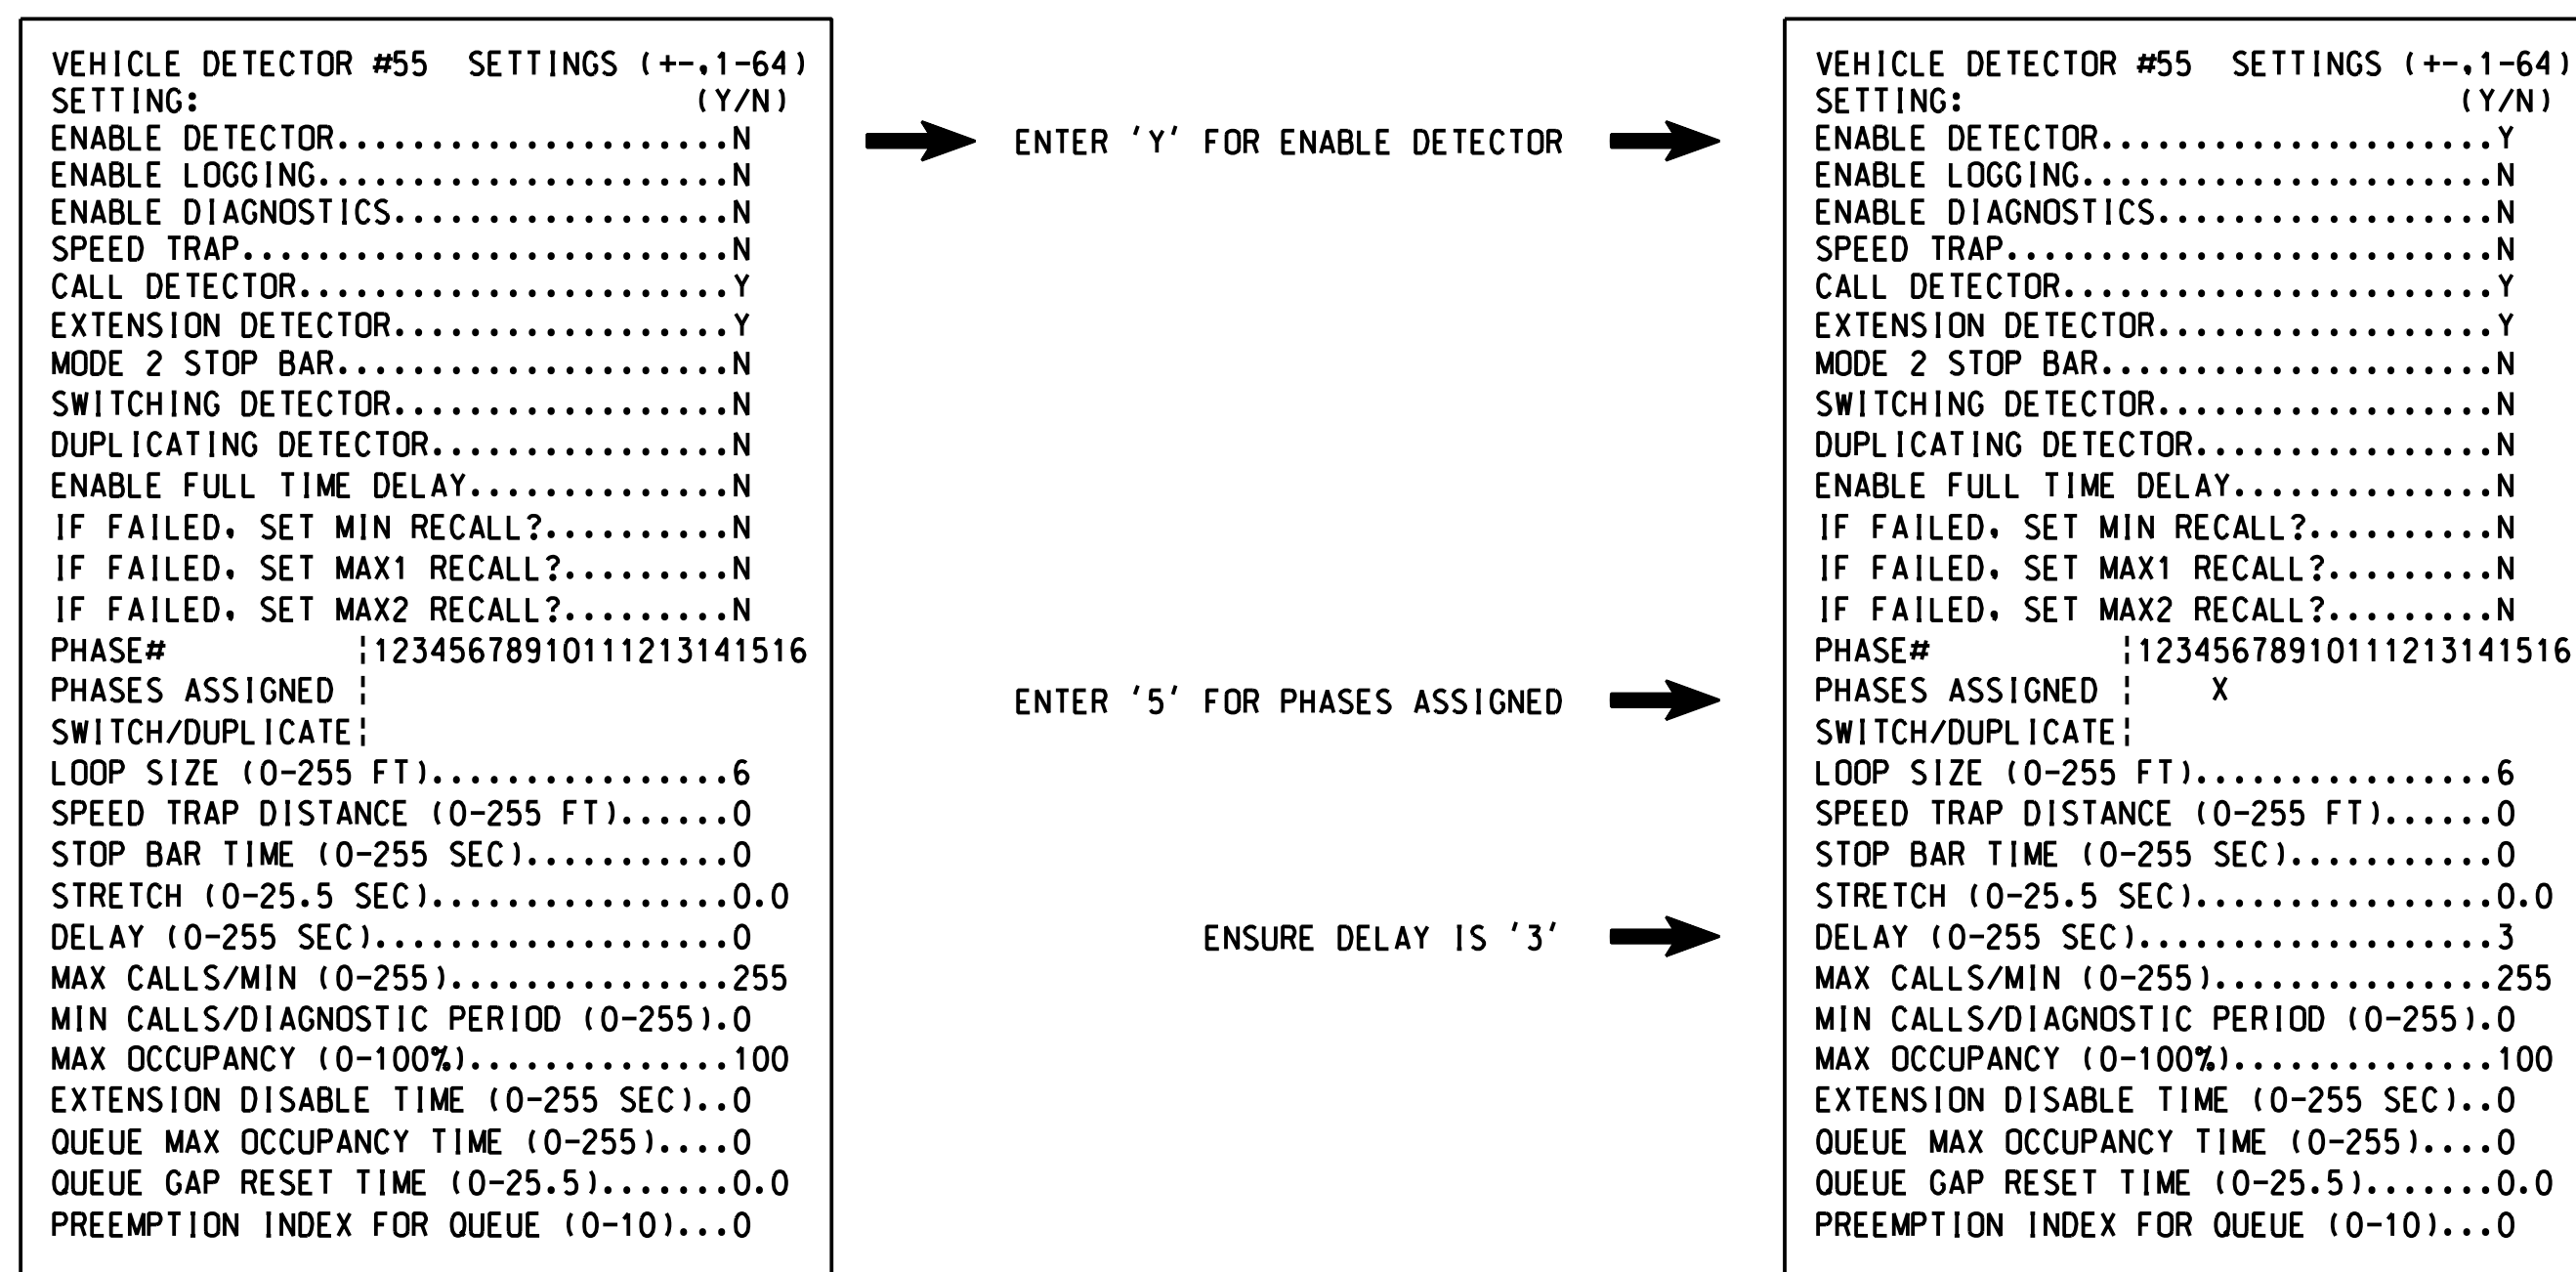 VEHICLE DETECTOR #55  SETTINGS (+-,1-64)
SETTING:                          (Y/N)
ENABLE DETECTOR.....................N
ENABLE LOGGING......................N
ENABLE DIAGNOSTICS..................N
SPEED TRAP..........................N
CALL DETECTOR.......................Y
EXTENSION DETECTOR..................Y
MODE 2 STOP BAR.....................N
SWITCHING DETECTOR..................N
DUPLICATING DETECTOR................N
ENABLE FULL TIME DELAY..............N
IF FAILED, SET MIN RECALL?..........N
IF FAILED, SET MAX1 RECALL?.........N
IF FAILED, SET MAX2 RECALL?.........N
PHASE#          ¦12345678910111213141516
PHASES ASSIGNED ¦
SWITCH/DUPLICATE¦
LOOP SIZE (0-255 FT)................6
SPEED TRAP DISTANCE (0-255 FT)......0
STOP BAR TIME (0-255 SEC)...........0
STRETCH (0-25.5 SEC)................0.0
DELAY (0-255 SEC)...................0
MAX CALLS/MIN (0-255)...............255
MIN CALLS/DIAGNOSTIC PERIOD (0-255).0
MAX OCCUPANCY (0-100%)..............100
EXTENSION DISABLE TIME (0-255 SEC)..0
QUEUE MAX OCCUPANCY TIME (0-255)....0
QUEUE GAP RESET TIME (0-25.5).......0.0
PREEMPTION INDEX FOR QUEUE (0-10)...0
ENTER 'Y' FOR ENABLE DETECTOR
ENTER '5' FOR PHASES ASSIGNED
ENSURE DELAY IS '3'
VEHICLE DETECTOR #55  SETTINGS (+-,1-64)
SETTING:                          (Y/N)
ENABLE DETECTOR.....................Y
ENABLE LOGGING......................N
ENABLE DIAGNOSTICS..................N
SPEED TRAP..........................N
CALL DETECTOR.......................Y
EXTENSION DETECTOR..................Y
MODE 2 STOP BAR.....................N
SWITCHING DETECTOR..................N
DUPLICATING DETECTOR................N
ENABLE FULL TIME DELAY..............N
IF FAILED, SET MIN RECALL?..........N
IF FAILED, SET MAX1 RECALL?.........N
IF FAILED, SET MAX2 RECALL?.........N
PHASE#          ¦12345678910111213141516
PHASES ASSIGNED ¦    X
SWITCH/DUPLICATE¦
LOOP SIZE (0-255 FT)................6
SPEED TRAP DISTANCE (0-255 FT)......0
STOP BAR TIME (0-255 SEC)...........0
STRETCH (0-25.5 SEC)................0.0
DELAY (0-255 SEC)...................3
MAX CALLS/MIN (0-255)...............255
MIN CALLS/DIAGNOSTIC PERIOD (0-255).0
MAX OCCUPANCY (0-100%)..............100
EXTENSION DISABLE TIME (0-255 SEC)..0
QUEUE MAX OCCUPANCY TIME (0-255)....0
QUEUE GAP RESET TIME (0-25.5).......0.0
PREEMPTION INDEX FOR QUEUE (0-10)...0